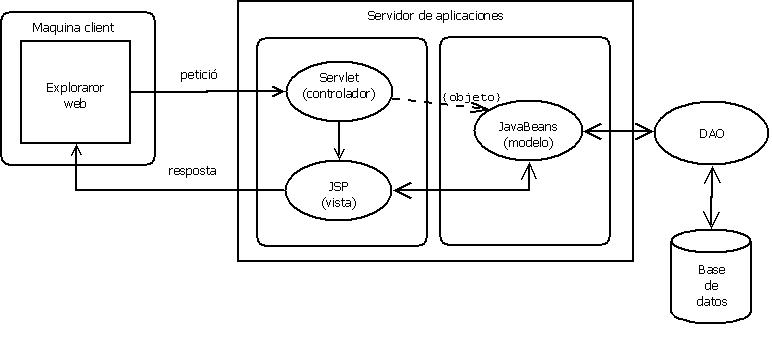 Servidor de aplicaciones
Maquina client
Exploraror
web
petició
Servlet
(controlador)
{objeto}
JavaBeans
(modelo)
DAO
resposta
JSP
(vista)
Base
de
datos